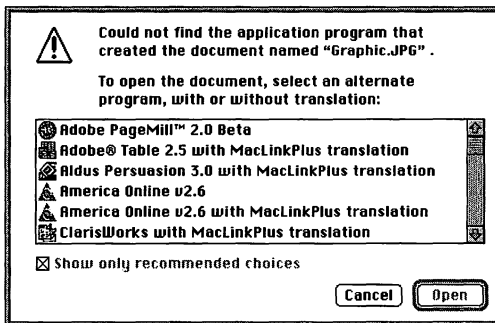 Could not find the application program that
created the document named “Graphic.JPG” .
To open the document, select an alternate
program, with or without translation:
Adobe PageMill™ 2.0 Beta
Adobe® Table 2.5 with MacLinkPlus translation
Aldus Persuasion 3.0 with MacLinkPlus translation
America Online v2.6
America Online v2.6 with MacLinkPlus translation
ClarisWorks with MacLinkPlus translation
Show only recommended choices
Cancel Open